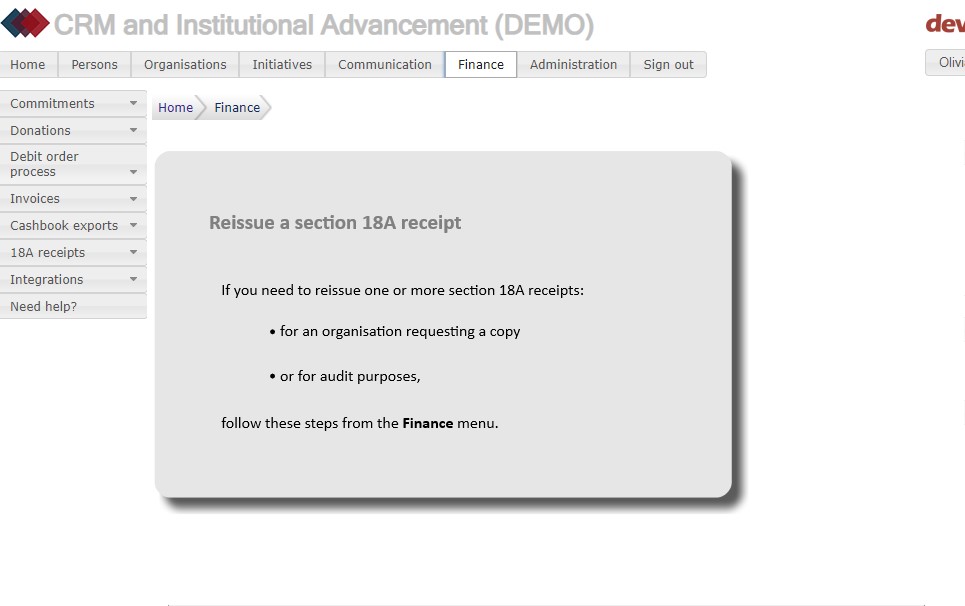 CRM and Institutional Advancement (DEMO)
Home
Persons
Organisations
Initiatives
Communication
Finance
Administration
Sign out
Commitments
Donations
Debit order
process
Invoices
Cashbook exports
18A receipts
Integrations
Need help?
Home
Finance
Reissue a section 18A receipt
If you need to reissue one or more section 18A receipts:
• for an organisation requesting a copy
• or for audit purposes,
follow these steps from the Finance menu.